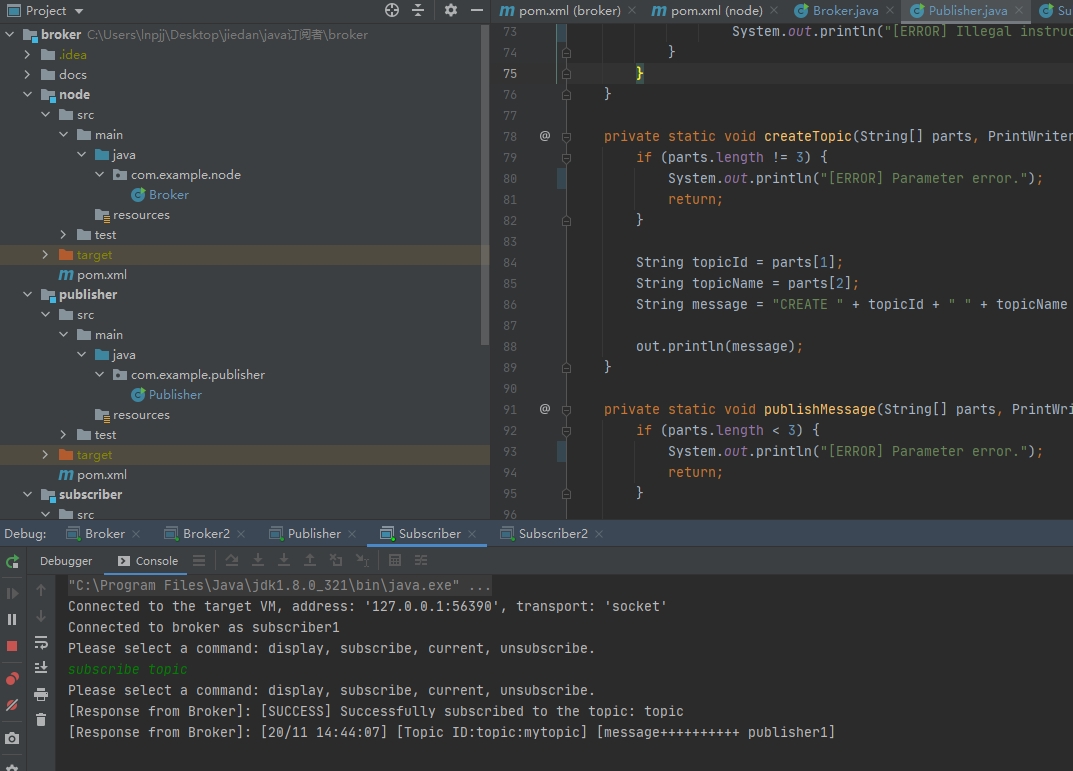 Project
broker C:\Users\lnpjj\Desktop\jiedan\java订阅者\broker
.idea
docs
node
src
main
java
com.example.node
Broker
resources
test
target
pom.xml
publisher
src
main
java
com.example.publisher
Publisher
resources
test
target
pom.xml
subscriber
src
pom.xml (broker) pom.xml (node) Broker.java Publisher.java Su
73 System.out.println("[ERROR] Illegal instruc
74 }
75 }
76 }
77
78 @ private static void createTopic(String[] parts, PrintWriter
79 if (parts.length != 3) {
80 System.out.println("[ERROR] Parameter error.");
81 return;
82 }
83
84 String topicId = parts[1];
85 String topicName = parts[2];
86 String message = "CREATE " + topicId + " " + topicName
87
88 out.println(message);
89 }
90
91 @ private static void publishMessage(String[] parts, PrintWri
92 if (parts.length < 3) {
93 System.out.println("[ERROR] Parameter error.");
94 return;
95 }
96
Debug: Broker Broker2 Publisher Subscriber Subscriber2
Debugger Console
"C:\Program Files\Java\jdk1.8.0_321\bin\java.exe" ...
Connected to the target VM, address: '127.0.0.1:56390', transport: 'socket'
Connected to broker as subscriber1
Please select a command: display, subscribe, current, unsubscribe.
subscribe topic
Please select a command: display, subscribe, current, unsubscribe.
[Response from Broker]: [SUCCESS] Successfully subscribed to the topic: topic
[Response from Broker]: [20/11 14:44:07] [Topic ID:topic:mytopic] [message++++++++++ publisher1]